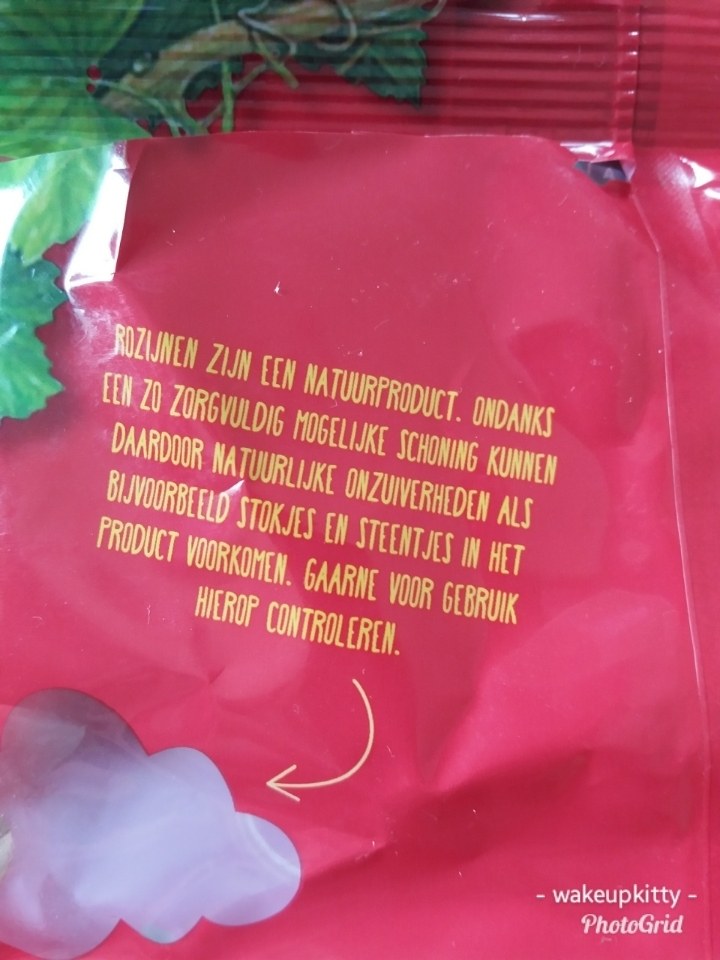 ROZIJNEN ZIJN EEN NATUURPRODUCT. ONDANKS
EEN ZO ZORGVULDIG MOGELIJKE SCHONING KUNNEN
DAARDOOR NATUURLIJKE ONZUIVERHEDEN ALS
BIJVOORBEELD STOKJES EN STEENTJES IN HET
PRODUCT VOORKOMEN. GAARNE VOOR GEBRUIK
HIEROP CONTROLEREN.
- wakeupkitty -
PhotoGrid